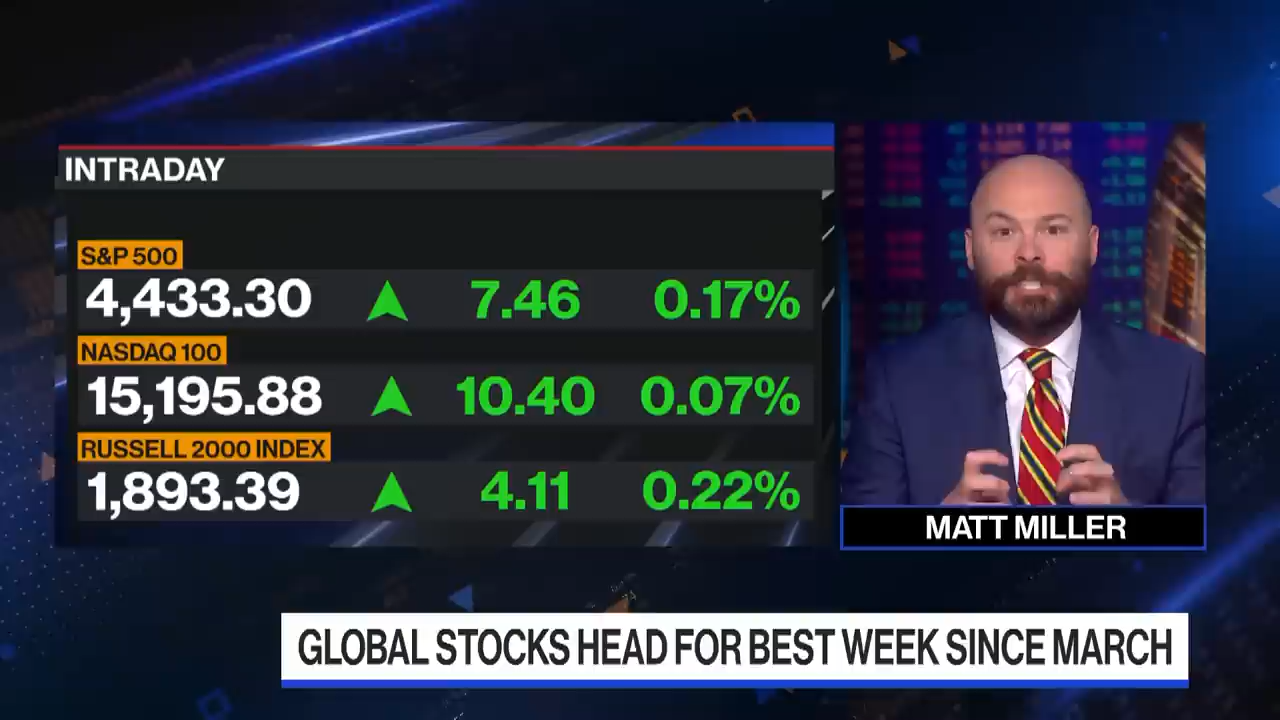 INTRADAY
S&P 500
4,433.30 ▲ 7.46 0.17%
NASDAQ 100
15,195.88 ▲ 10.40 0.07%
RUSSELL 2000 INDEX
1,893.39 ▲ 4.11 0.22%
MATT MILLER
GLOBAL STOCKS HEAD FOR BEST WEEK SINCE MARCH